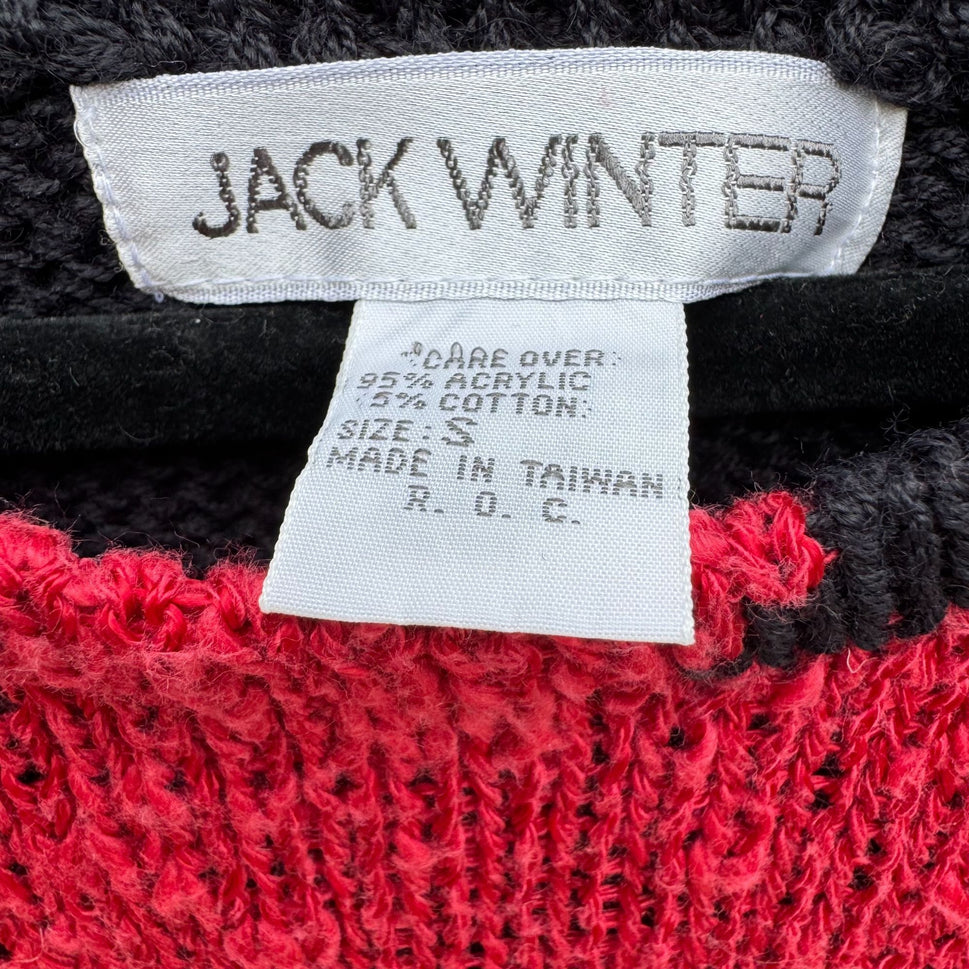 JACK WINTER
CARE OVER:
95% ACRYLIC
5% COTTON:
SIZE: S
MADE IN TAIWAN
R. O. C.